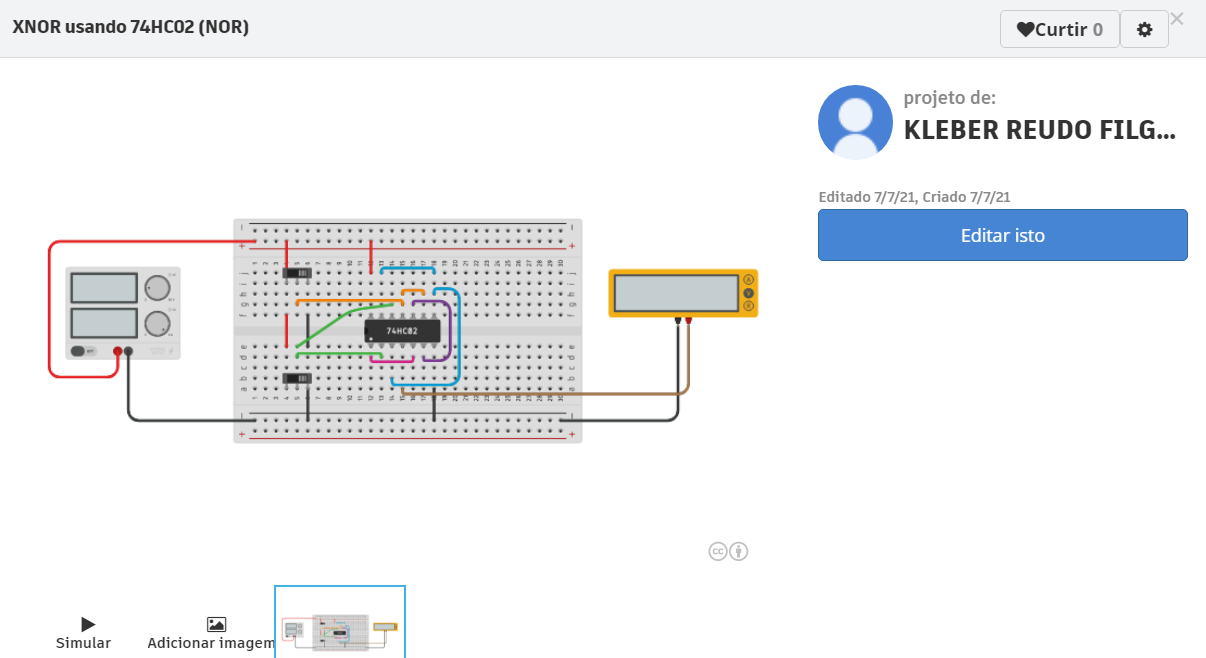 XNOR usando 74HC02 (NOR)
Curtir 0
projeto de:
KLEBER REUDO FILG...
Editado 7/7/21, Criado 7/7/21
Editar isto
74HC02
cc
Simular
Adicionar imagem